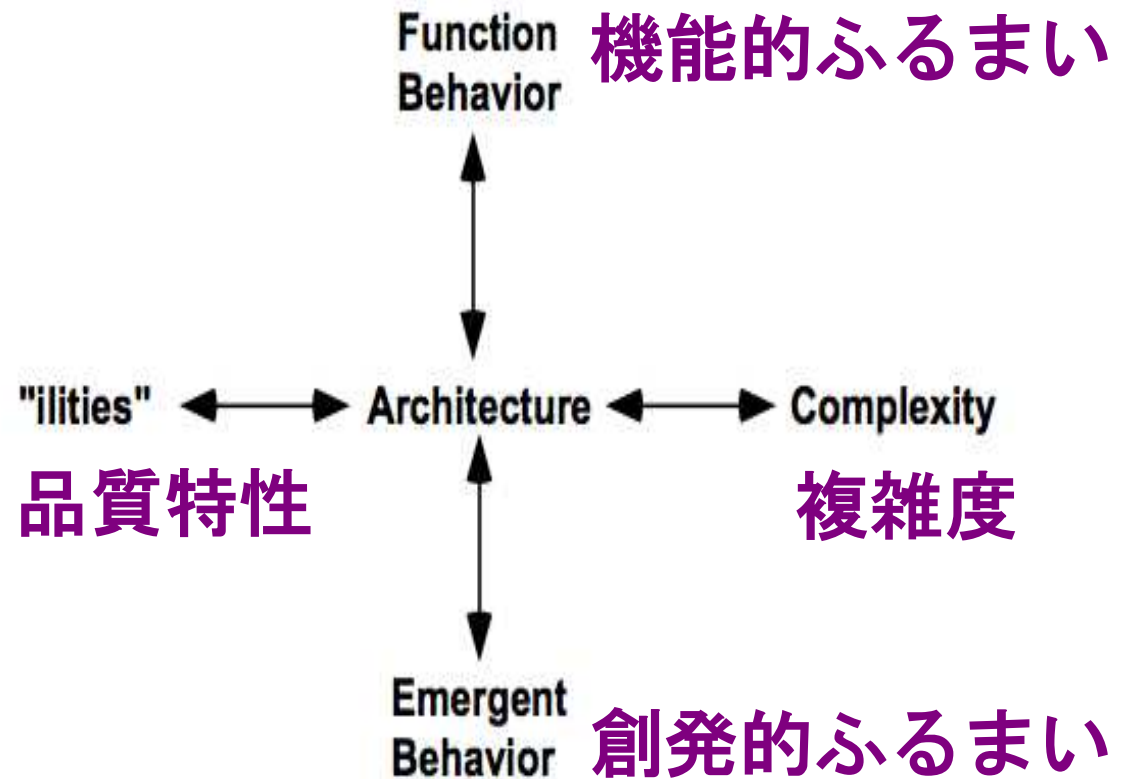 Function
Behavior
機能的ふるまい
"ilities"
Architecture
Complexity
品質特性
複雑度
Emergent
Behavior
創発的ふるまい